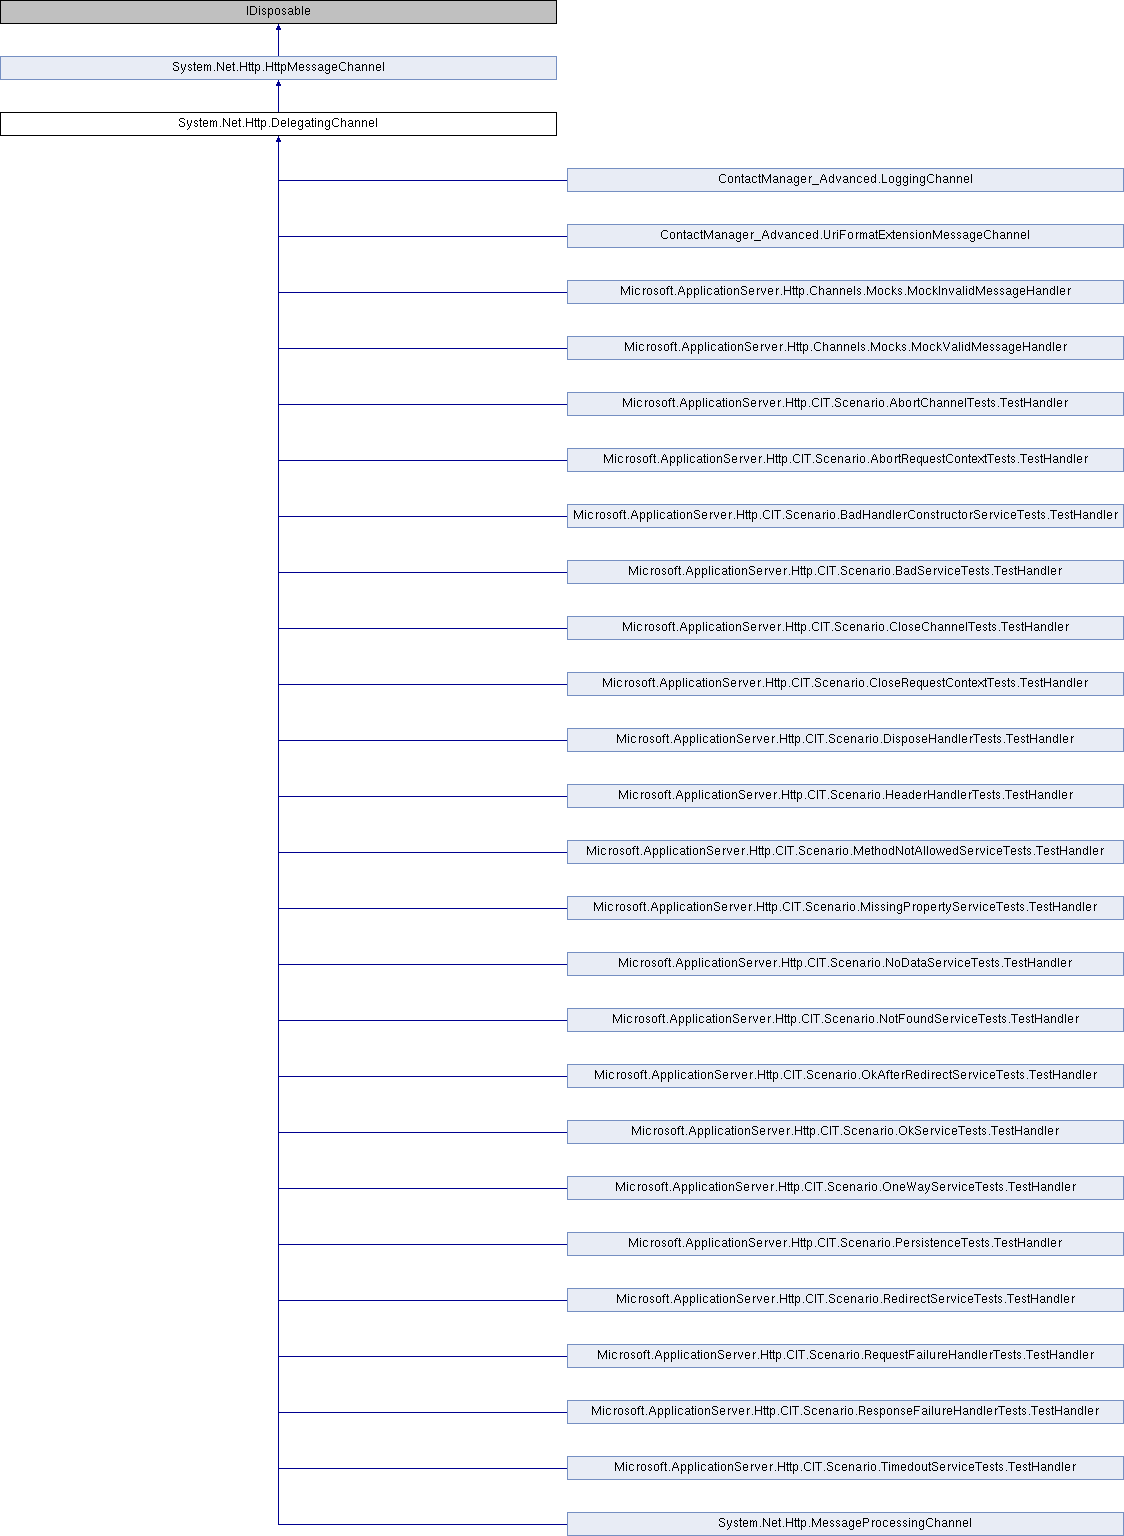 IDisposable
System.Net.Http.HttpMessageChannel
System.Net.Http.DelegatingChannel
ContactManager_Advanced.LoggingChannel
ContactManager_Advanced.UriFormatExtensionMessageChannel
Microsoft.ApplicationServer.Http.Channels.Mocks.MockInvalidMessageHandler
Microsoft.ApplicationServer.Http.Channels.Mocks.MockValidMessageHandler
Microsoft.ApplicationServer.Http.CIT.Scenario.AbortChannelTests.TestHandler
Microsoft.ApplicationServer.Http.CIT.Scenario.AbortRequestContextTests.TestHandler
Microsoft.ApplicationServer.Http.CIT.Scenario.BadHandlerConstructorServiceTests.TestHandler
Microsoft.ApplicationServer.Http.CIT.Scenario.BadServiceTests.TestHandler
Microsoft.ApplicationServer.Http.CIT.Scenario.CloseChannelTests.TestHandler
Microsoft.ApplicationServer.Http.CIT.Scenario.CloseRequestContextTests.TestHandler
Microsoft.ApplicationServer.Http.CIT.Scenario.DisposeHandlerTests.TestHandler
Microsoft.ApplicationServer.Http.CIT.Scenario.HeaderHandlerTests.TestHandler
Microsoft.ApplicationServer.Http.CIT.Scenario.MethodNotAllowedServiceTests.TestHandler
Microsoft.ApplicationServer.Http.CIT.Scenario.MissingPropertyServiceTests.TestHandler
Microsoft.ApplicationServer.Http.CIT.Scenario.NoDataServiceTests.TestHandler
Microsoft.ApplicationServer.Http.CIT.Scenario.NotFoundServiceTests.TestHandler
Microsoft.ApplicationServer.Http.CIT.Scenario.OkAfterRedirectServiceTests.TestHandler
Microsoft.ApplicationServer.Http.CIT.Scenario.OkServiceTests.TestHandler
Microsoft.ApplicationServer.Http.CIT.Scenario.OneWayServiceTests.TestHandler
Microsoft.ApplicationServer.Http.CIT.Scenario.PersistenceTests.TestHandler
Microsoft.ApplicationServer.Http.CIT.Scenario.RedirectServiceTests.TestHandler
Microsoft.ApplicationServer.Http.CIT.Scenario.RequestFailureHandlerTests.TestHandler
Microsoft.ApplicationServer.Http.CIT.Scenario.ResponseFailureHandlerTests.TestHandler
Microsoft.ApplicationServer.Http.CIT.Scenario.TimedoutServiceTests.TestHandler
System.Net.Http.MessageProcessingChannel